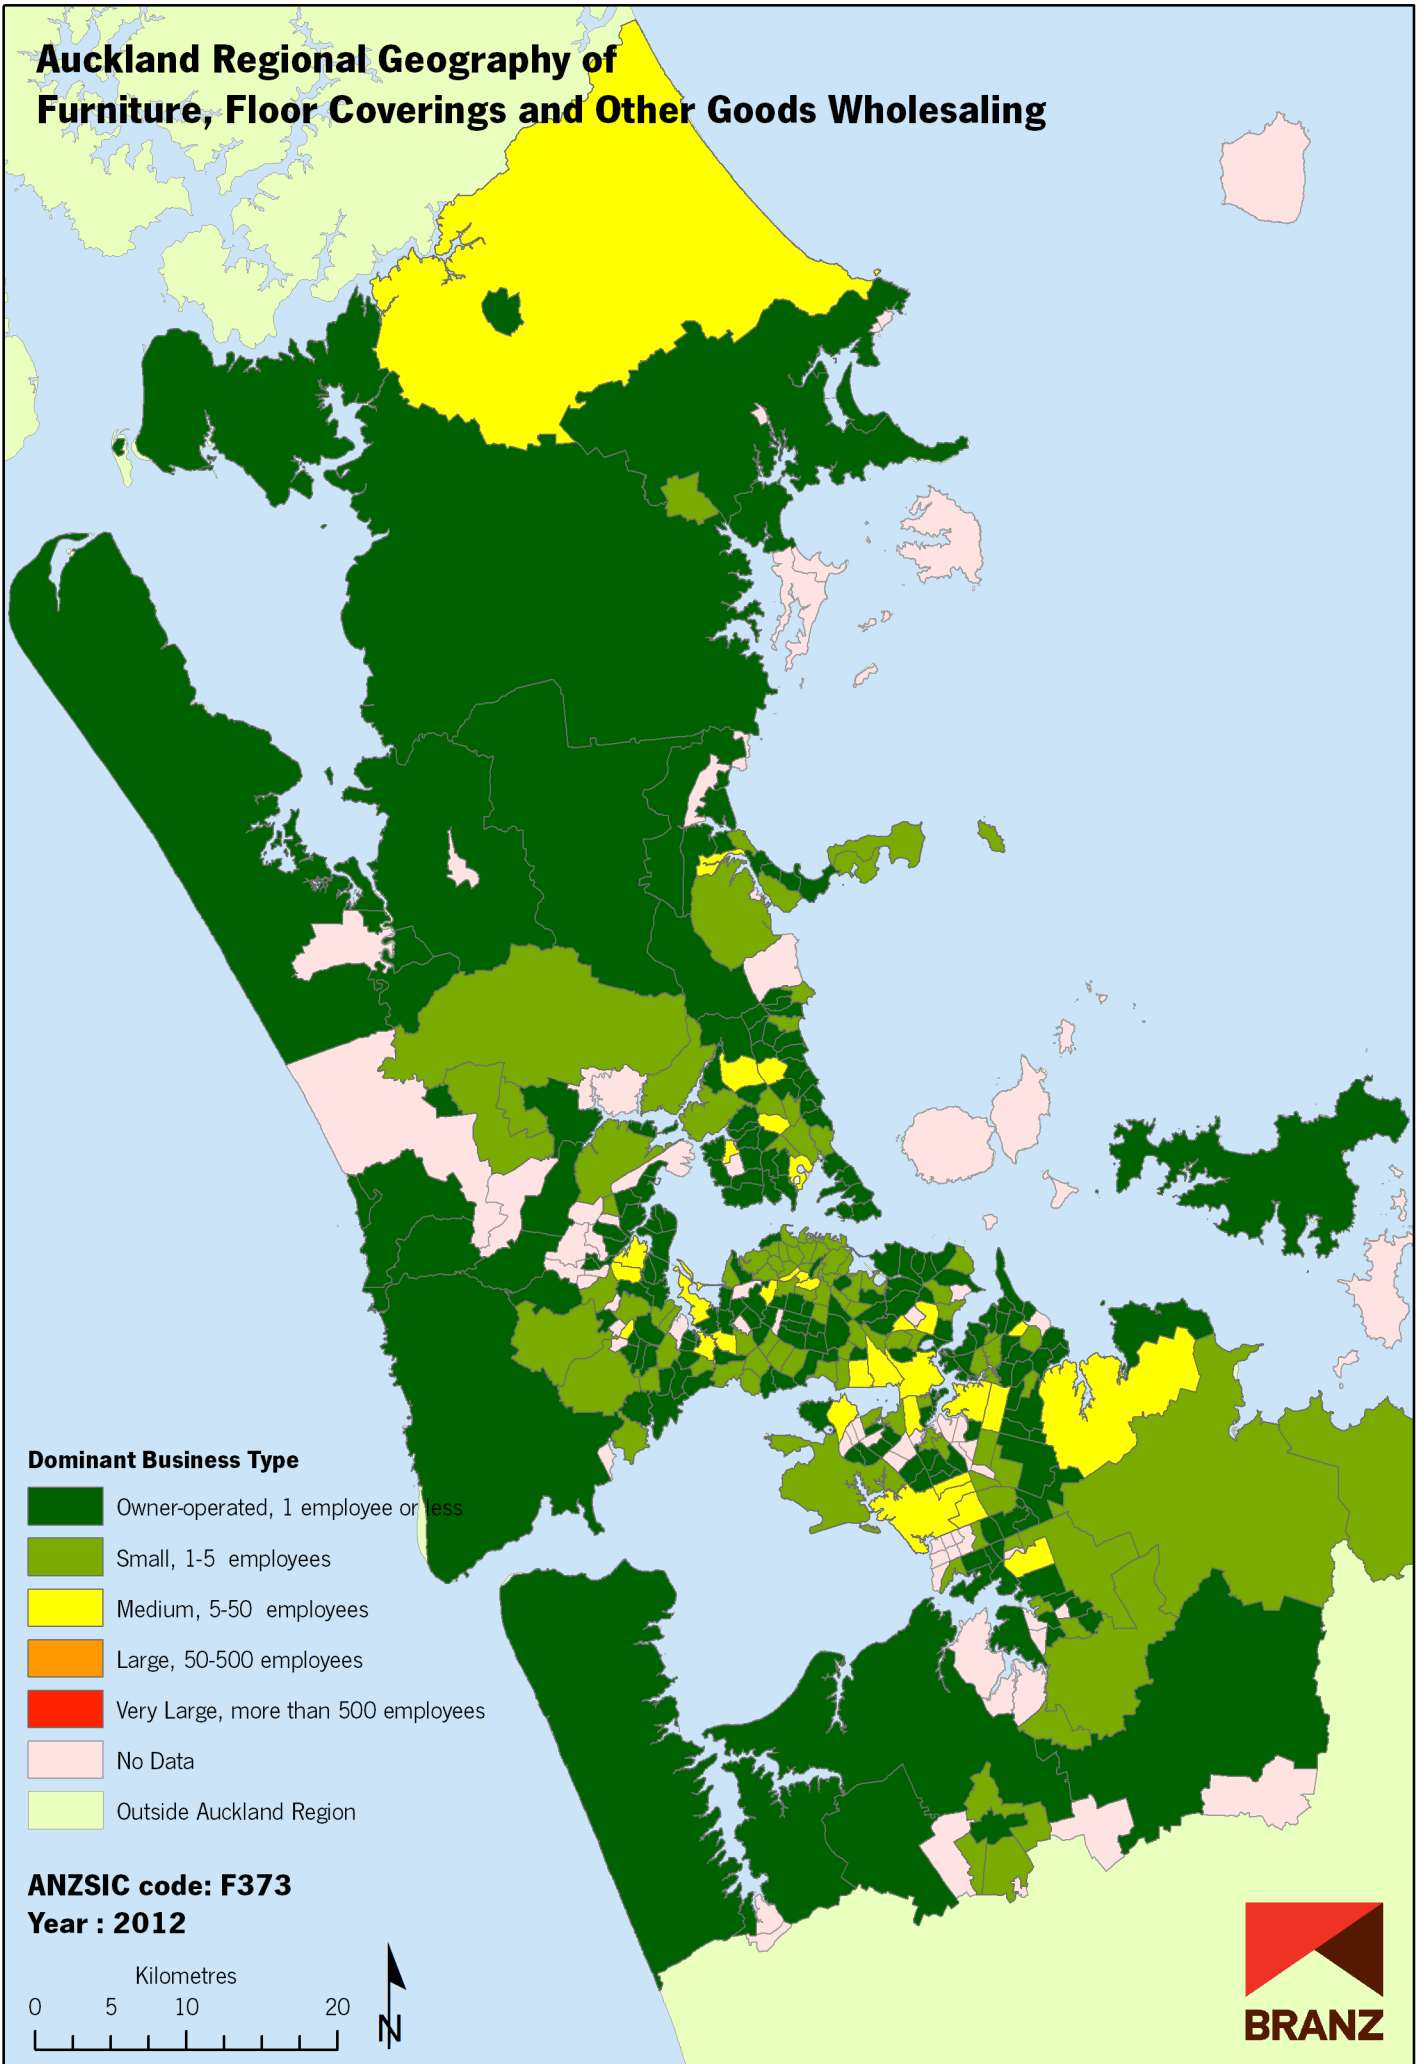 Auckland Regional Geography of
Furniture, Floor Coverings and Other Goods Wholesaling
Dominant Business Type
Owner-operated, 1 employee or less
Small, 1-5 employees
Medium, 5-50 employees
Large, 50-500 employees
Very Large, more than 500 employees
No Data
Outside Auckland Region
ANZSIC code: F373
Year : 2012
Kilometres
0 5 10 20
N
BRANZ